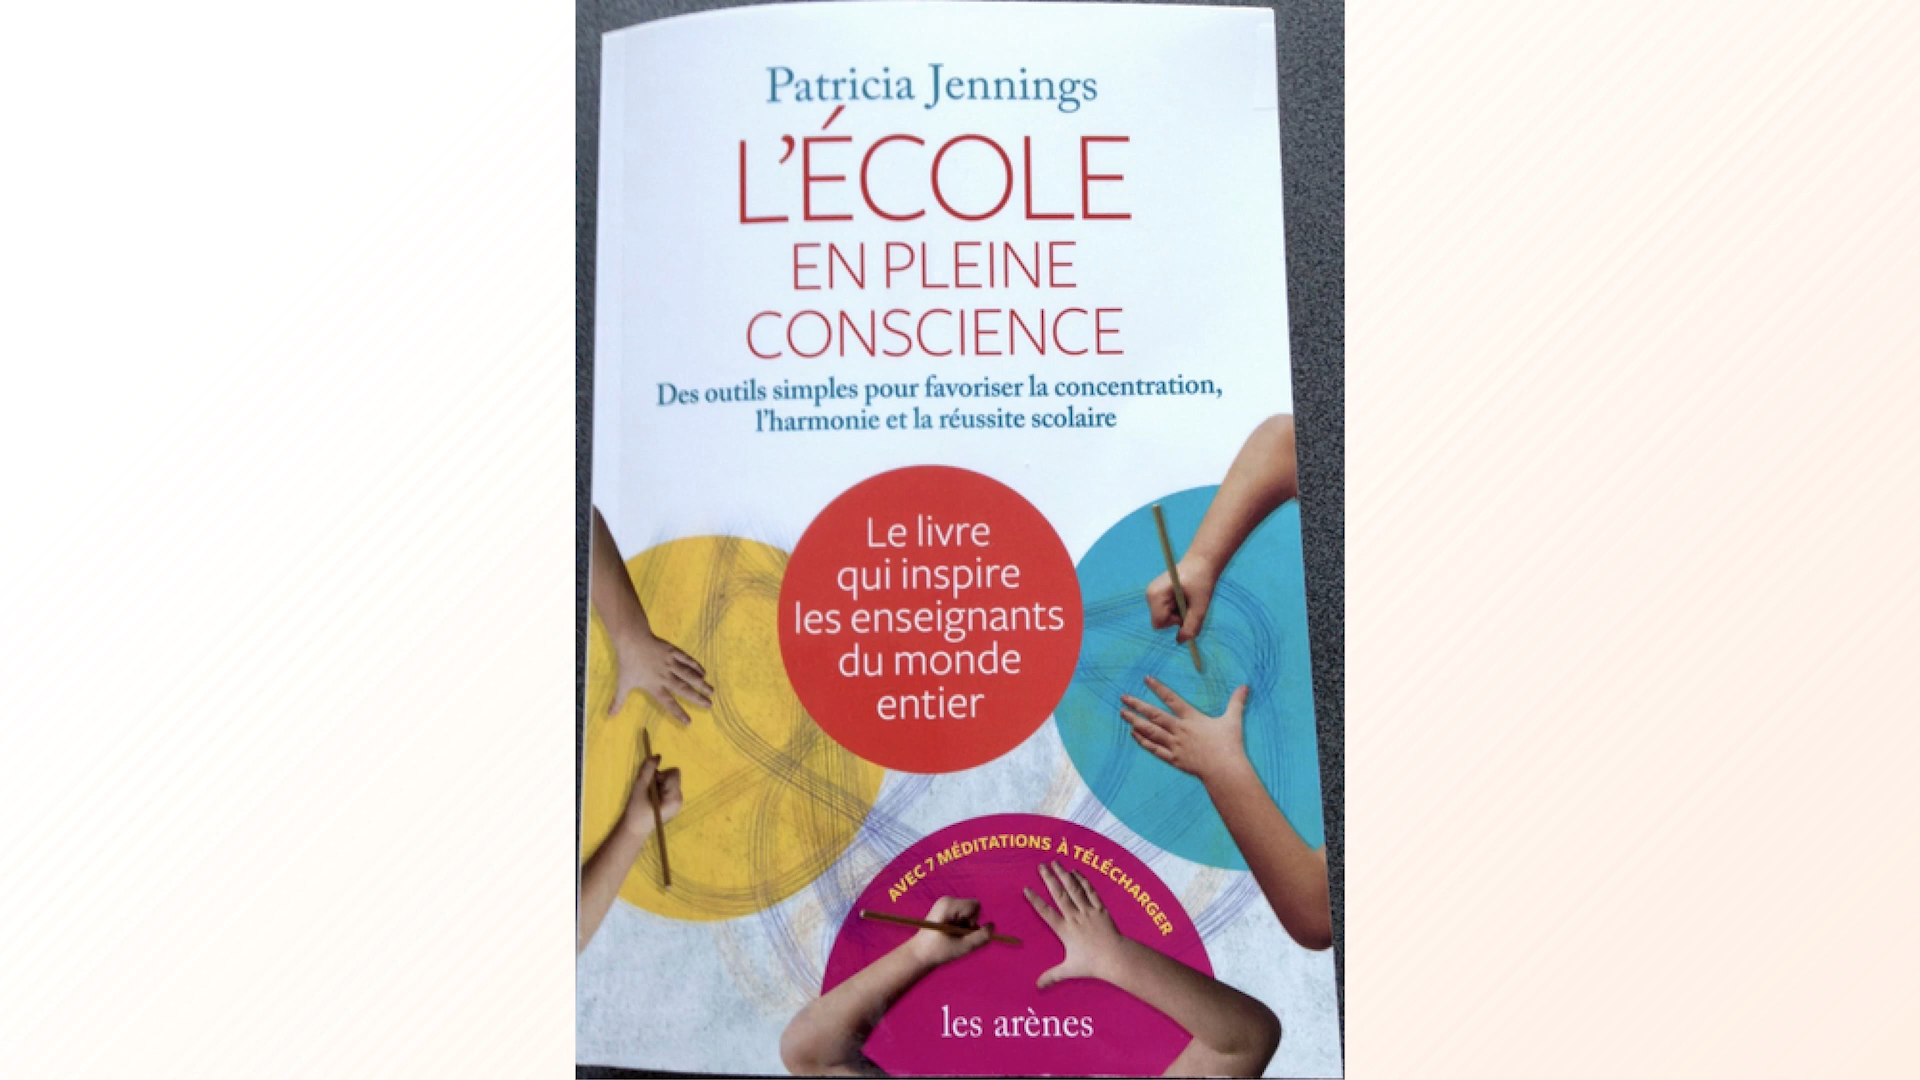 Patricia Jennings
L'ÉCOLE
EN PLEINE
CONSCIENCE
Des outils simples pour favoriser la concentration,
l'harmonie et la réussite scolaire
Le livre
qui inspire
les enseignants
du monde
entier
AVEC 7 MÉDITATIONS À TÉLÉCHARGER
les arènes